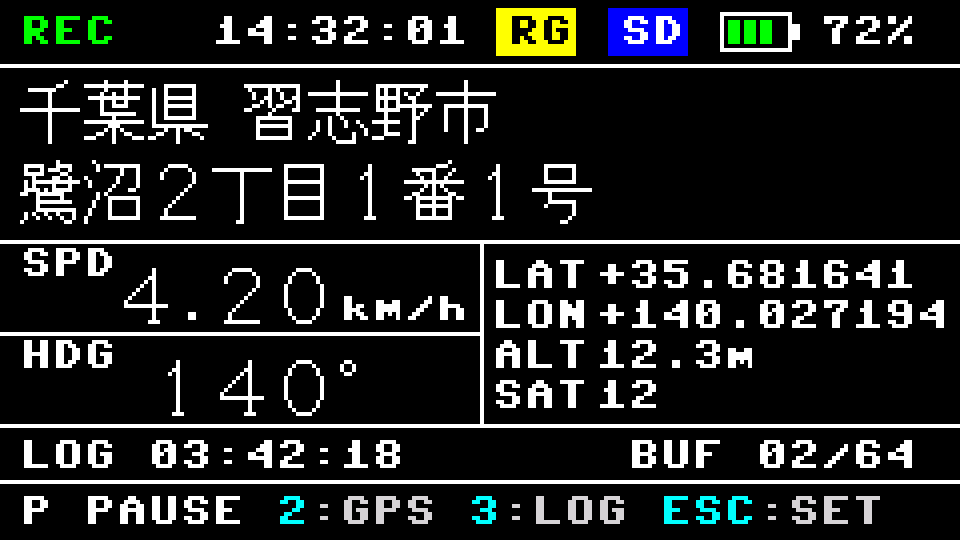 REC 14:32:01 RG SD 72%
千葉県 習志野市
鷺沼2丁目1番1号
SPD 4.20 km/h
HDG 140°
LAT +35.681641
LON +140.027194
ALT 12.3m
SAT 12
LOG 03:42:18 BUF 02/64
P PAUSE 2:GPS 3:LOG ESC:SET